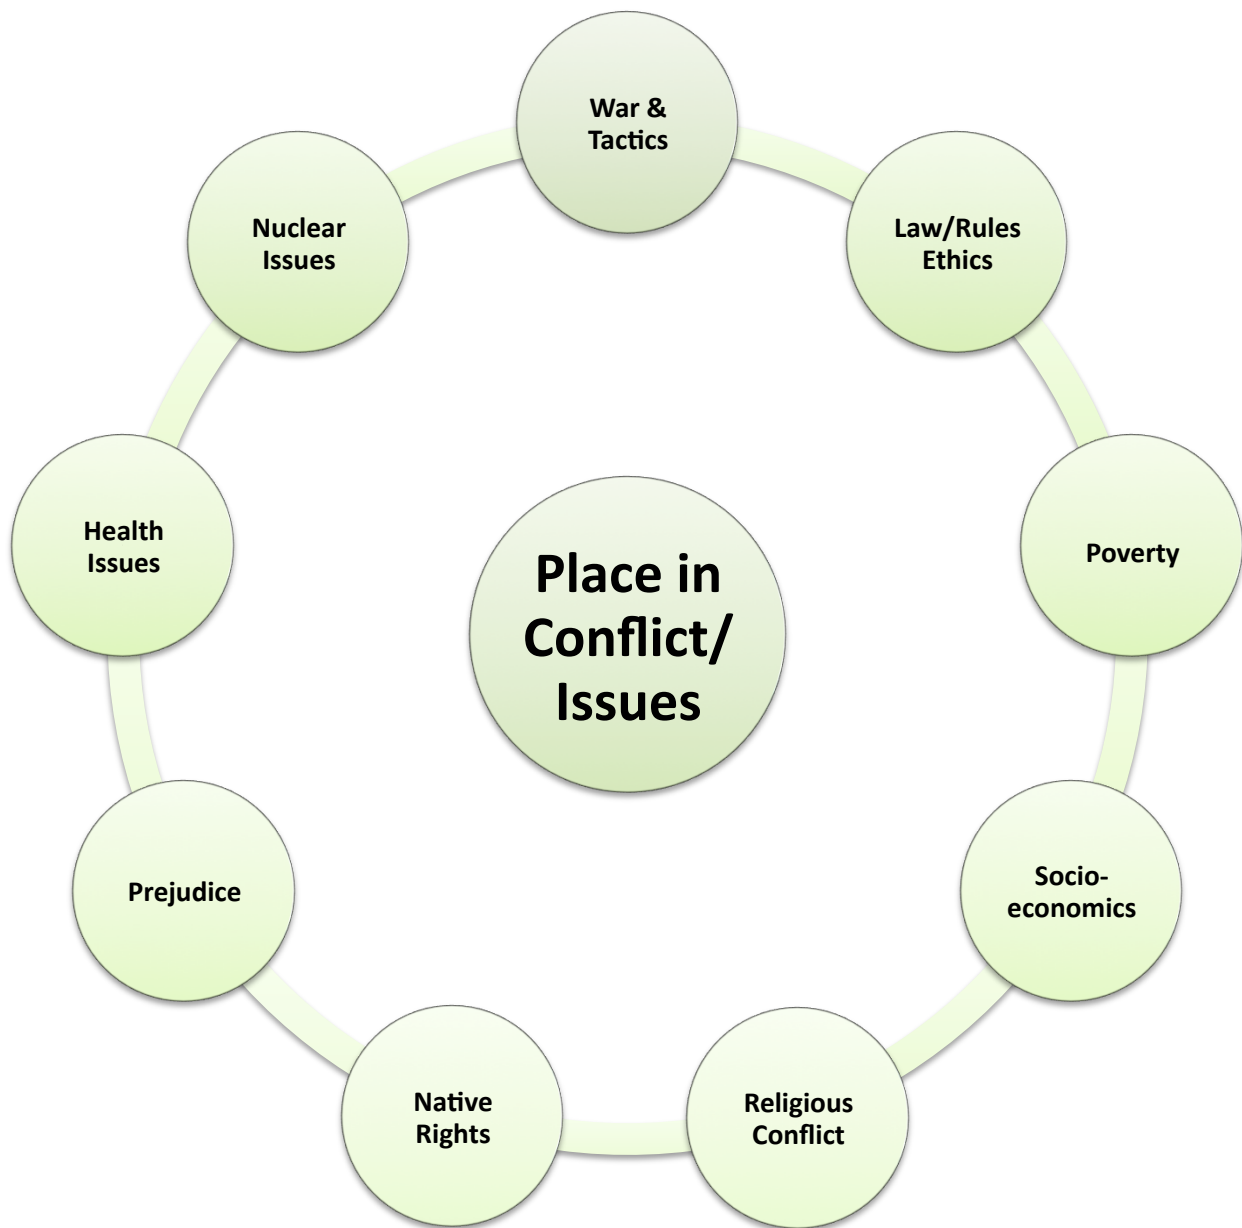 War &
Tactics
Law/Rules
Ethics
Poverty
Socio-
economics
Religious
Conflict
Native
Rights
Prejudice
Health
Issues
Nuclear
Issues
Place in
Conflict/
Issues